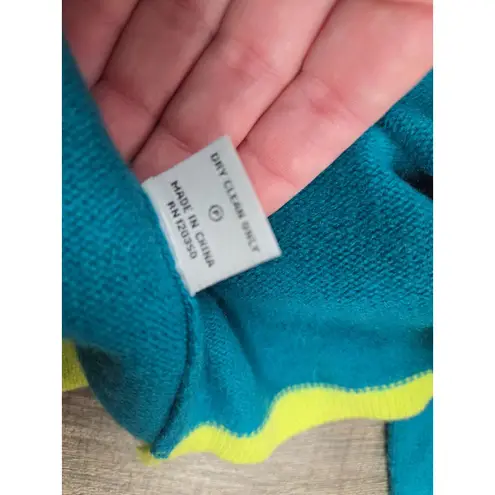 DRY CLEAN ONLY
P
MADE IN CHINA
RN 120350